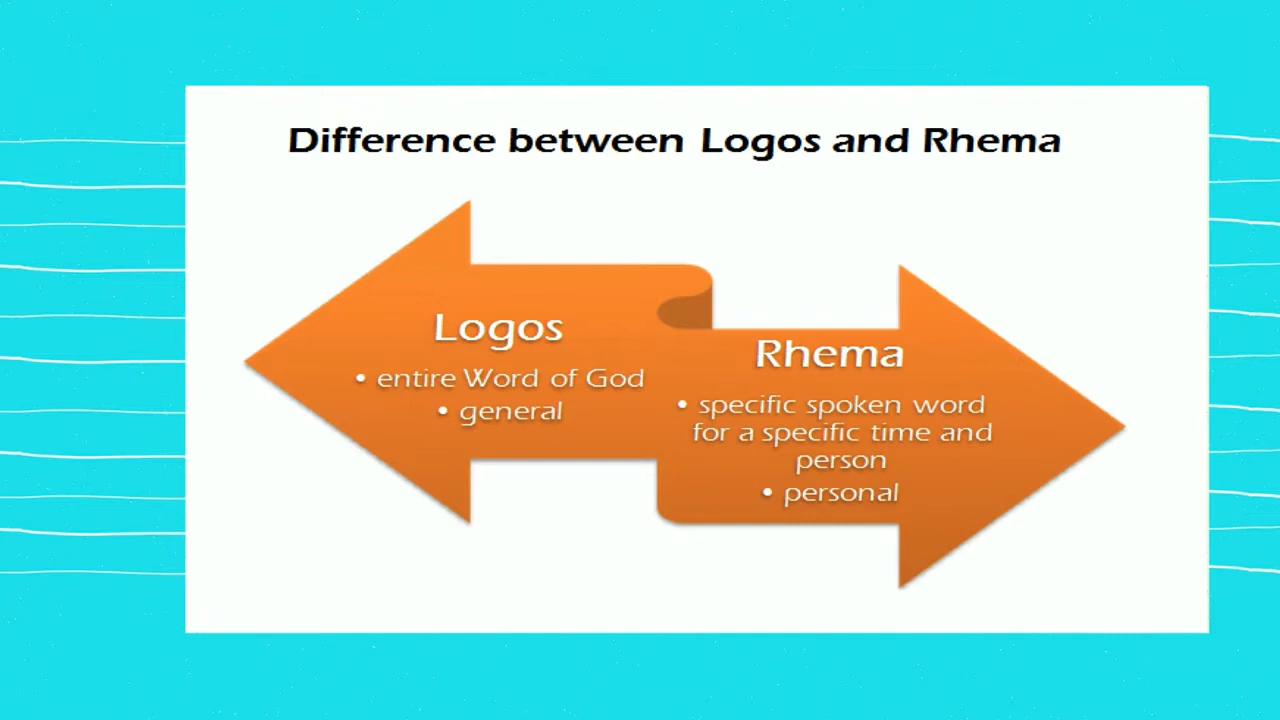 Difference between Logos and Rhema
Logos
• entire Word of God
• general
Rhema
• specific spoken word
for a specific time and
person
• personal